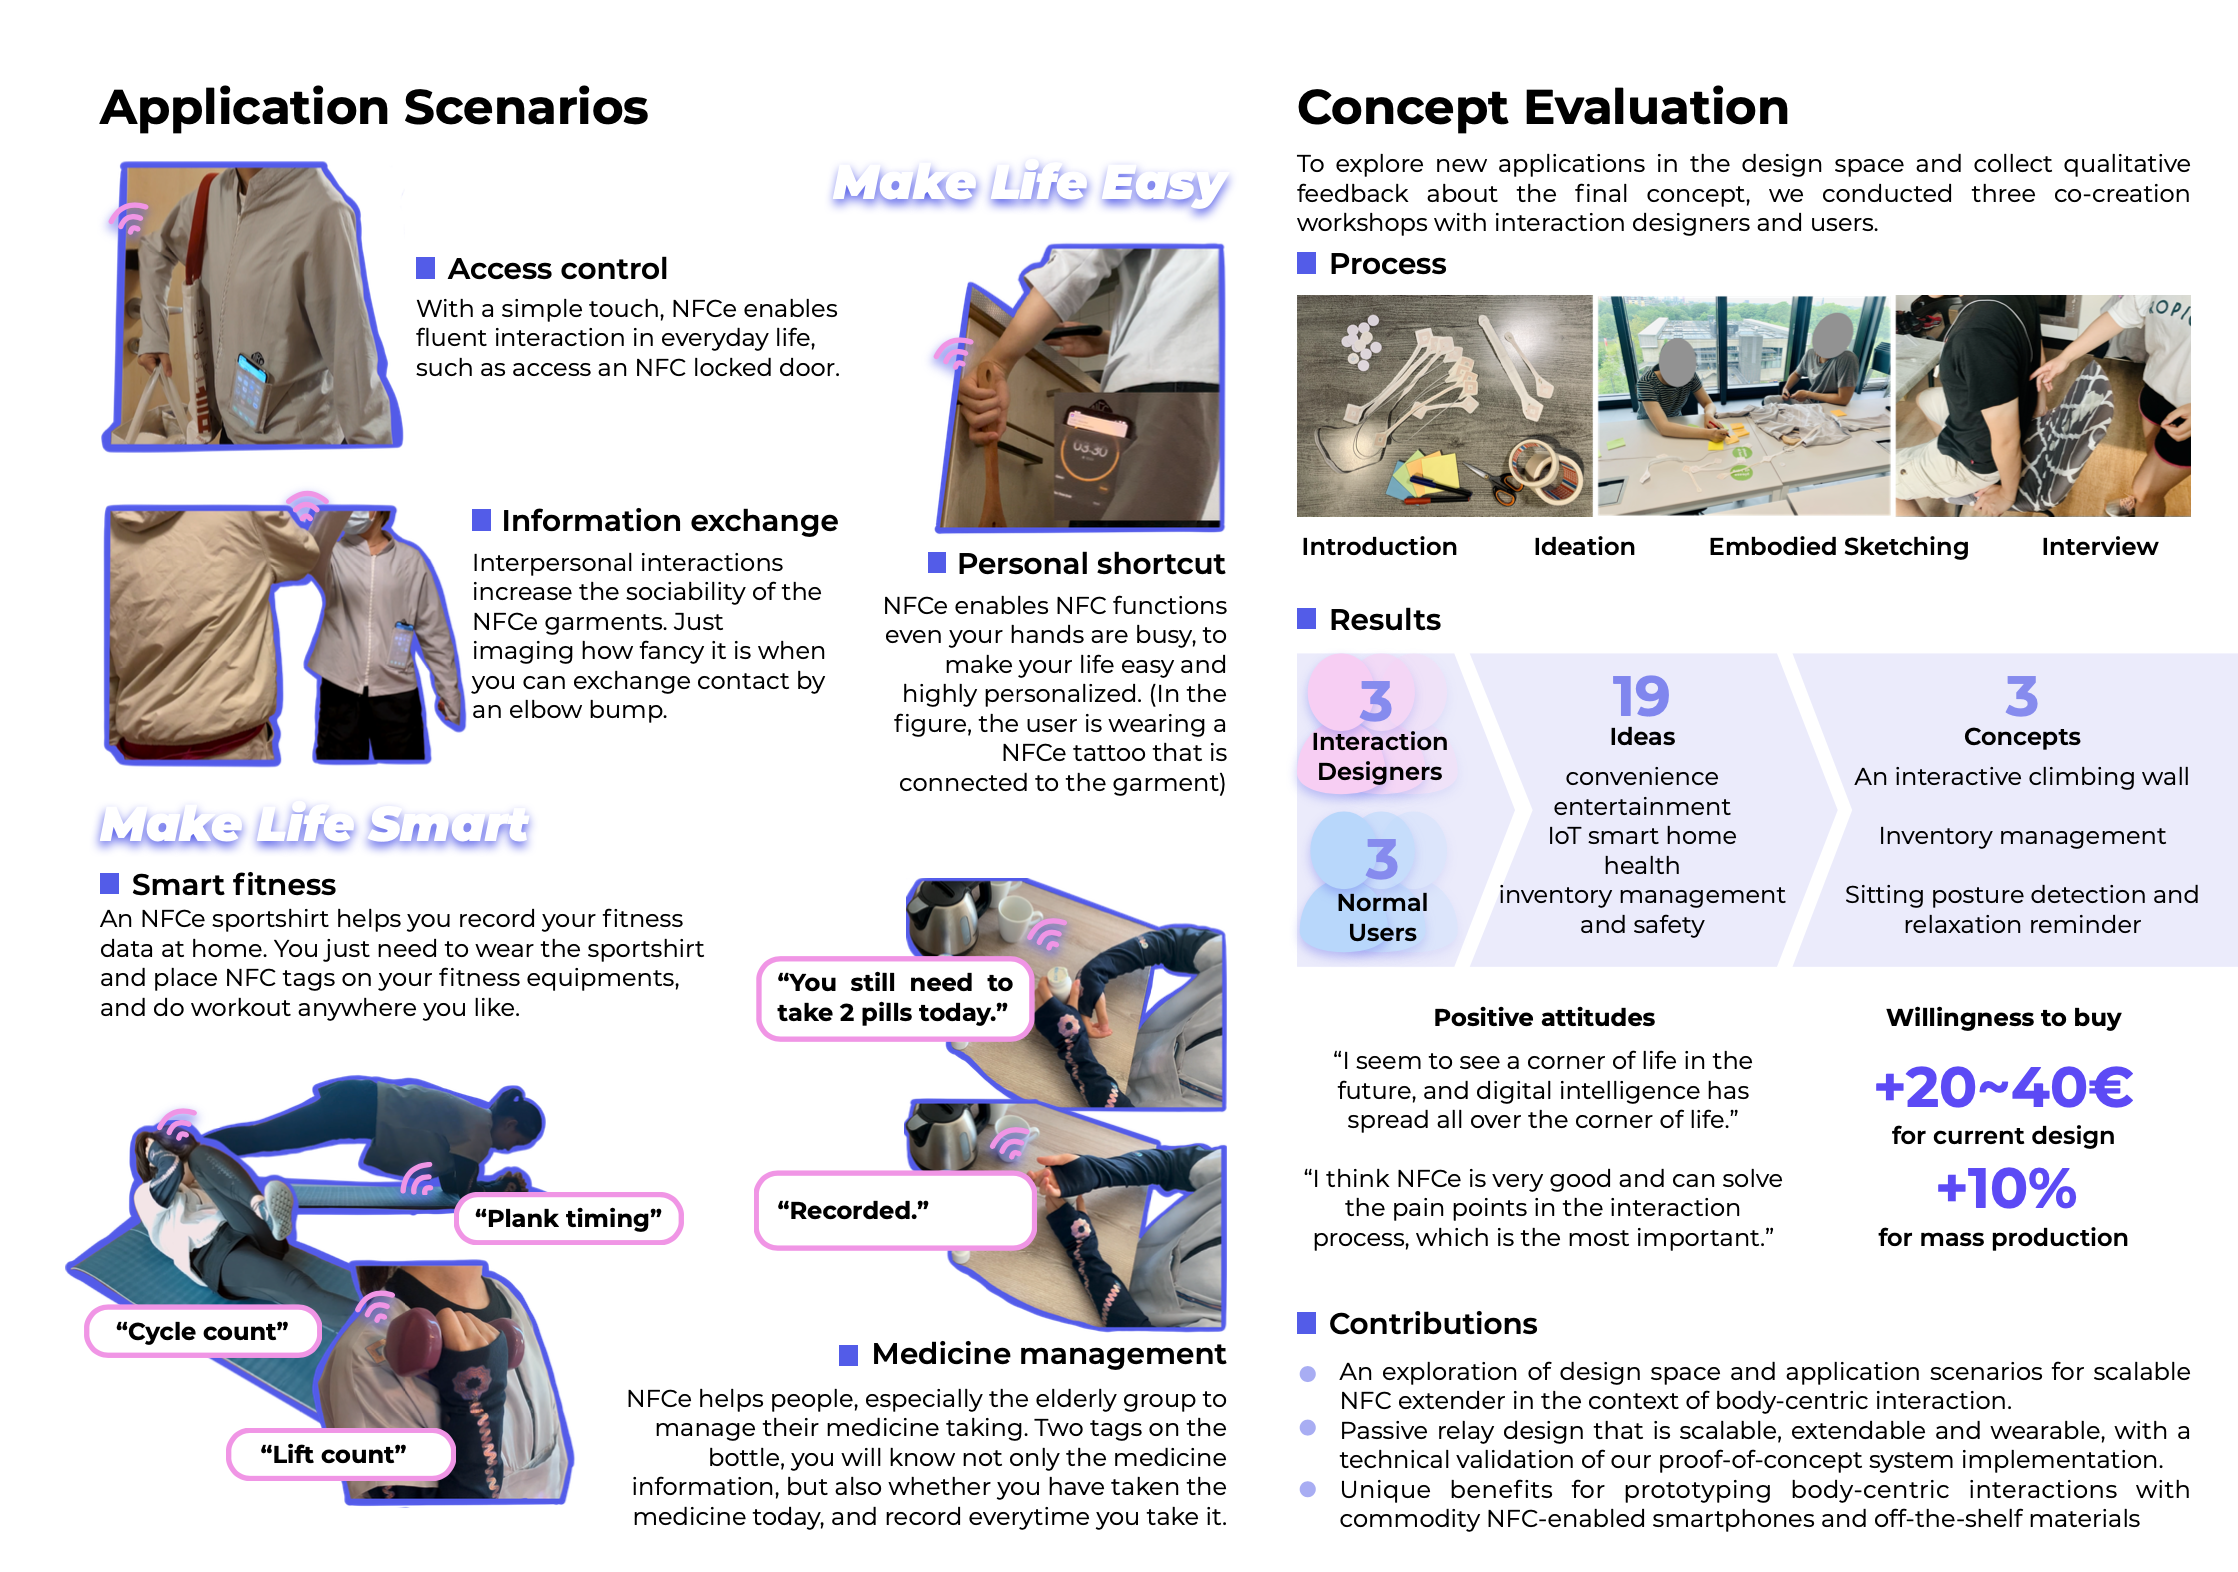 Application Scenarios
Make Life Easy
Access control
With a simple touch, NFCe enables
fluent interaction in everyday life,
such as access an NFC locked door.
Information exchange
Interpersonal interactions
increase the sociability of the
NFCe garments. Just
imaging how fancy it is when
you can exchange contact by
an elbow bump.
03:30
Personal shortcut
NFCe enables NFC functions
even your hands are busy, to
make your life easy and
highly personalized. (In the
figure, the user is wearing a
NFCe tattoo that is
connected to the garment)
Make Life Smart
Smart fitness
An NFCe sportshirt helps you record your fitness
data at home. You just need to wear the sportshirt
and place NFC tags on your fitness equipments,
and do workout anywhere you like.
“Plank timing”
“Cycle count”
“Lift count”
“You still need to
take 2 pills today.”
“Recorded.”
Medicine management
NFCe helps people, especially the elderly group to
manage their medicine taking. Two tags on the
bottle, you will know not only the medicine
information, but also whether you have taken the
medicine today, and record everytime you take it.
Concept Evaluation
To explore new applications in the design space and collect qualitative
feedback about the final concept, we conducted three co-creation
workshops with interaction designers and users.
Process
Introduction Ideation Embodied Sketching Interview
Results
3
Interaction
Designers
3
Normal
Users
19
Ideas
convenience
entertainment
IoT smart home
health
inventory management
and safety
3
Concepts
An interactive climbing wall
Inventory management
Sitting posture detection and
relaxation reminder
Positive attitudes
“I seem to see a corner of life in the
future, and digital intelligence has
spread all over the corner of life.”
“I think NFCe is very good and can solve
the pain points in the interaction
process, which is the most important.”
Willingness to buy
+20~40€
for current design
+10%
for mass production
Contributions
An exploration of design space and application scenarios for scalable
NFC extender in the context of body-centric interaction.
Passive relay design that is scalable, extendable and wearable, with a
technical validation of our proof-of-concept system implementation.
Unique benefits for prototyping body-centric interactions with
commodity NFC-enabled smartphones and off-the-shelf materials